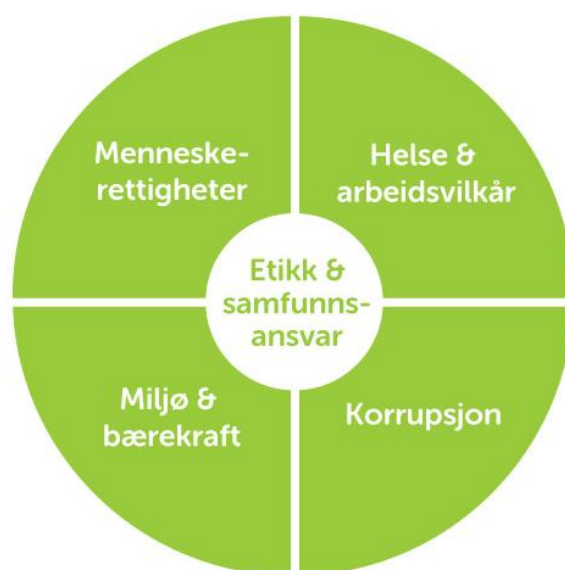 Menneske-
rettigheter
Helse &
arbeidsvilkår
Etikk &
samfunns-
ansvar
Miljø &
bærekraft
Korrupsjon